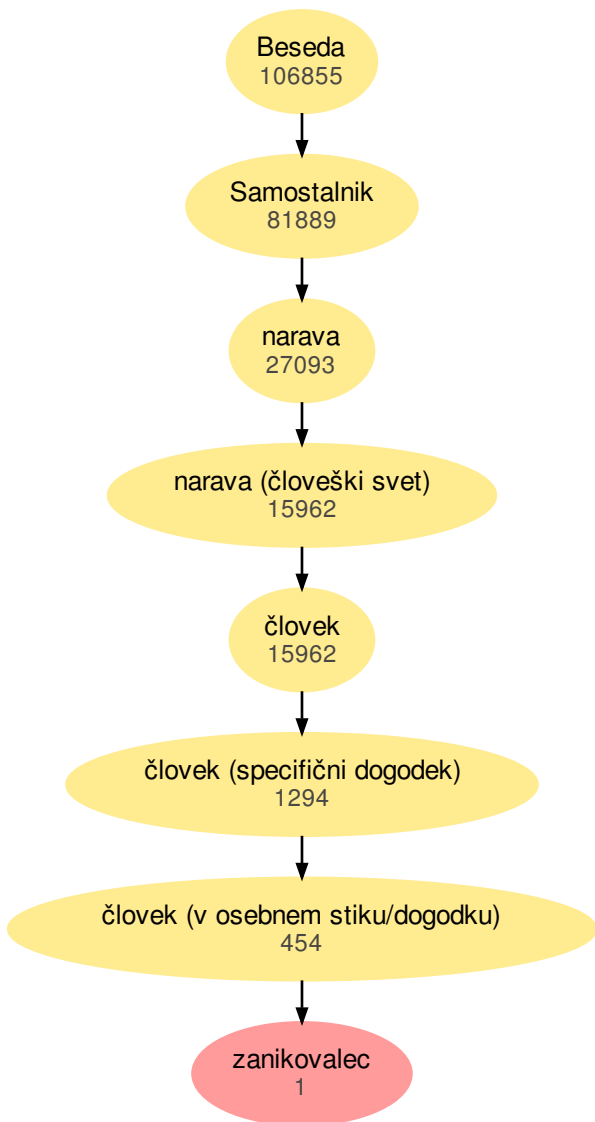 Beseda
106855
Samostalnik
81889
narava
27093
narava (človeški svet)
15962
človek
15962
človek (specifični dogodek)
1294
človek (v osebnem stiku/dogodku)
454
zanikovalec
1